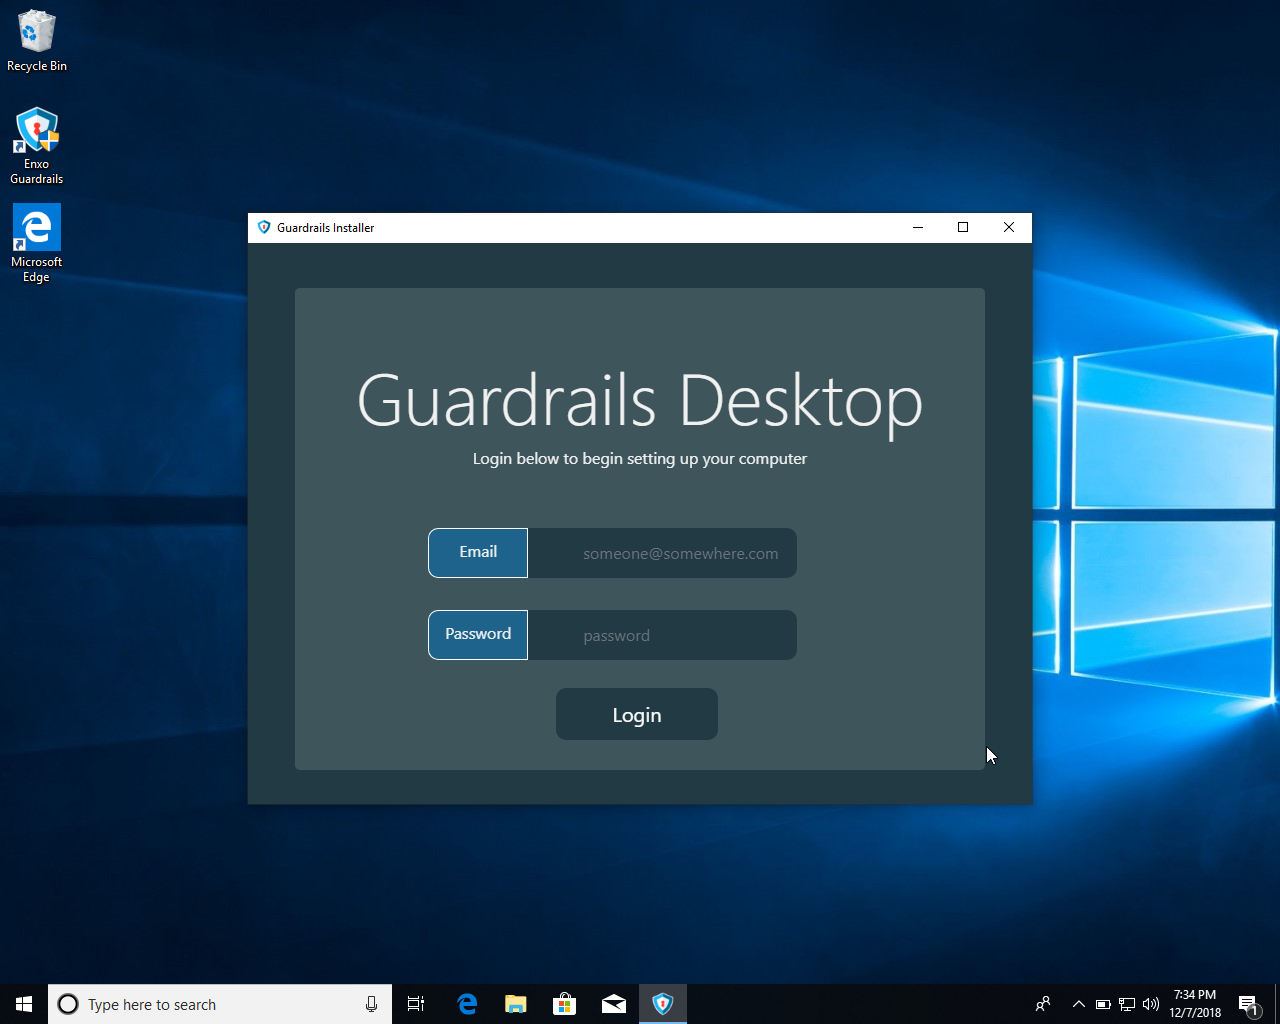 Recycle Bin
Enxo
Guardrails
Microsoft
Edge
Guardrails Installer
Guardrails Desktop
Login below to begin setting up your computer
Email
someone@somewhere.com
Password
password
Login
Type here to search
7:34 PM
12/7/2018
1